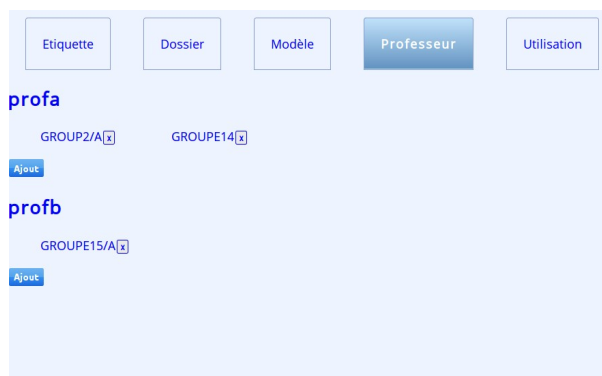 Etiquette Dossier Modèle Professeur Utilisation
profa
GROUP2/A x GROUPE14 x
Ajout
profb
GROUPE15/A x
Ajout